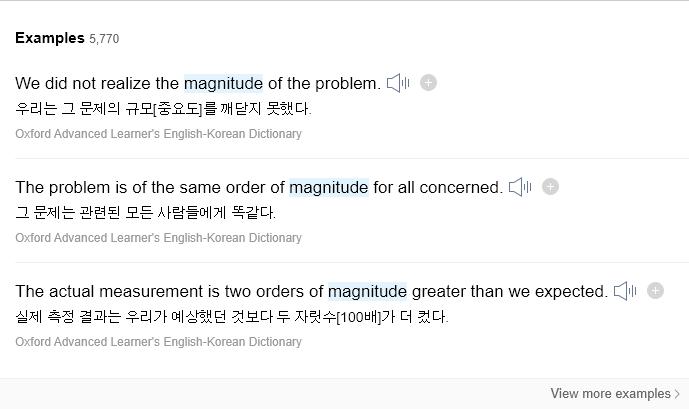 Examples 5,770
We did not realize the magnitude of the problem.
우리는 그 문제의 규모[중요도]를 깨닫지 못했다.
Oxford Advanced Learner's English-Korean Dictionary
The problem is of the same order of magnitude for all concerned.
그 문제는 관련된 모든 사람들에게 똑같다.
Oxford Advanced Learner's English-Korean Dictionary
The actual measurement is two orders of magnitude greater than we expected.
실제 측정 결과는 우리가 예상했던 것보다 두 자릿수[100배]가 더 컸다.
Oxford Advanced Learner's English-Korean Dictionary
View more examples